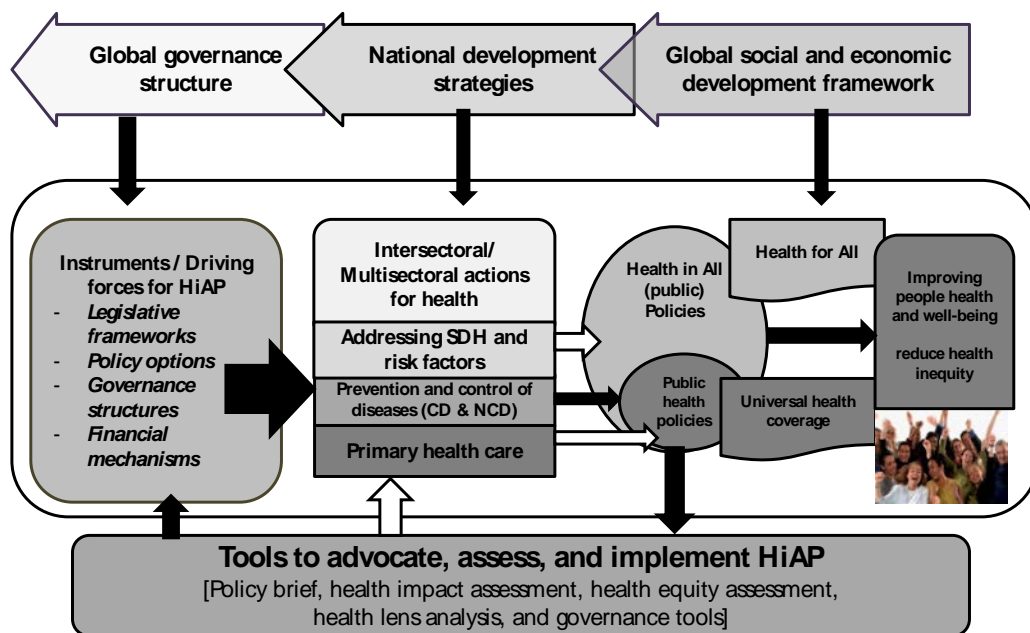 Global governance
structure
National development
strategies
Global social and economic
development framework
Instruments / Driving
forces for HiAP
- Legislative
frameworks
- Policy options
- Governance
structures
- Financial
mechanisms
Intersectoral/
Multisectoral actions
for health
Addressing SDH and
risk factors
Prevention and control of
diseases (CD & NCD)
Primary health care
Health in All
(public)
Policies
Public
health
policies
Health for All
Universal health
coverage
Improving
people health
and well-being
reduce health
inequity
Tools to advocate, assess, and implement HiAP
[Policy brief, health impact assessment, health equity assessment,
health lens analysis, and governance tools]